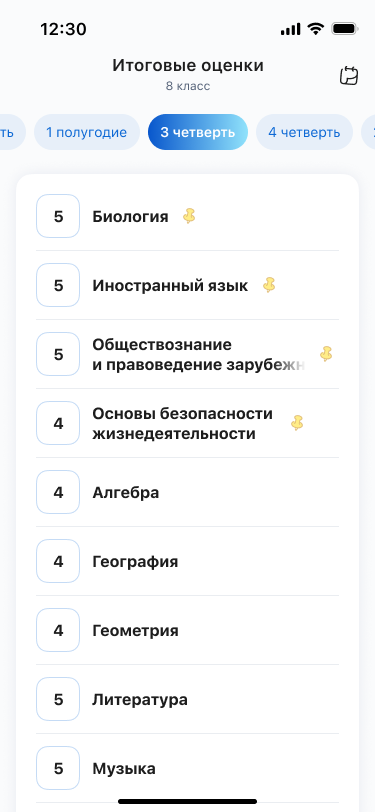 12:30
Итоговые оценки
8 класс
ть
1 полугодие
3 четверть
4 четверть
5
Биология
5
Иностранный язык
5
Обществознание
и правоведение зарубежн
4
Основы безопасности
жизнедеятельности
4
Алгебра
4
География
4
Геометрия
5
Литература
5
Музыка